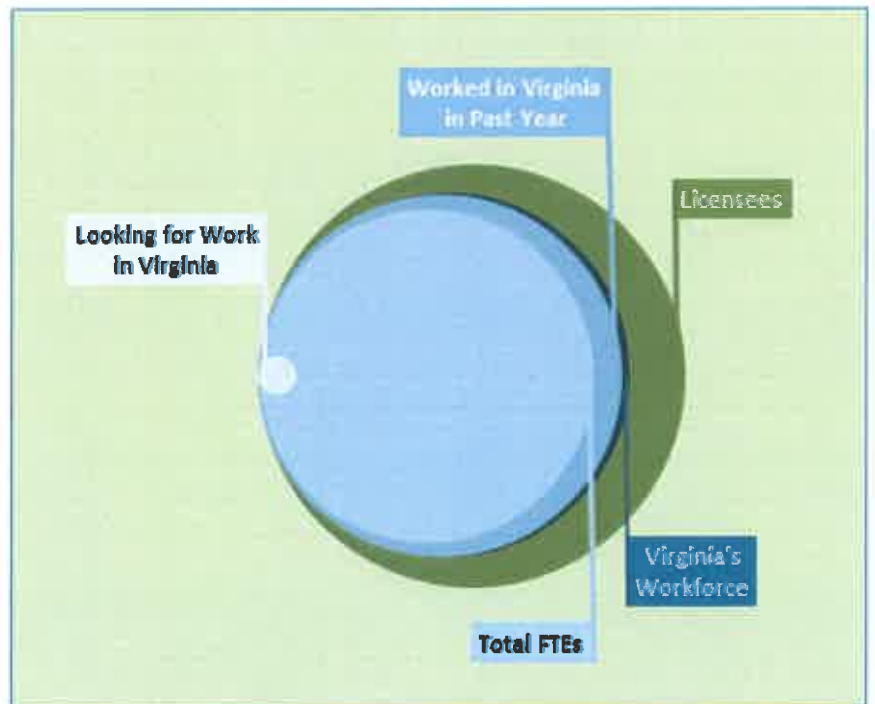 Worked in Virginia
in Past Year
Licensees
Looking for Work
in Virginia
Virginia's
Workforce
Total FTEs